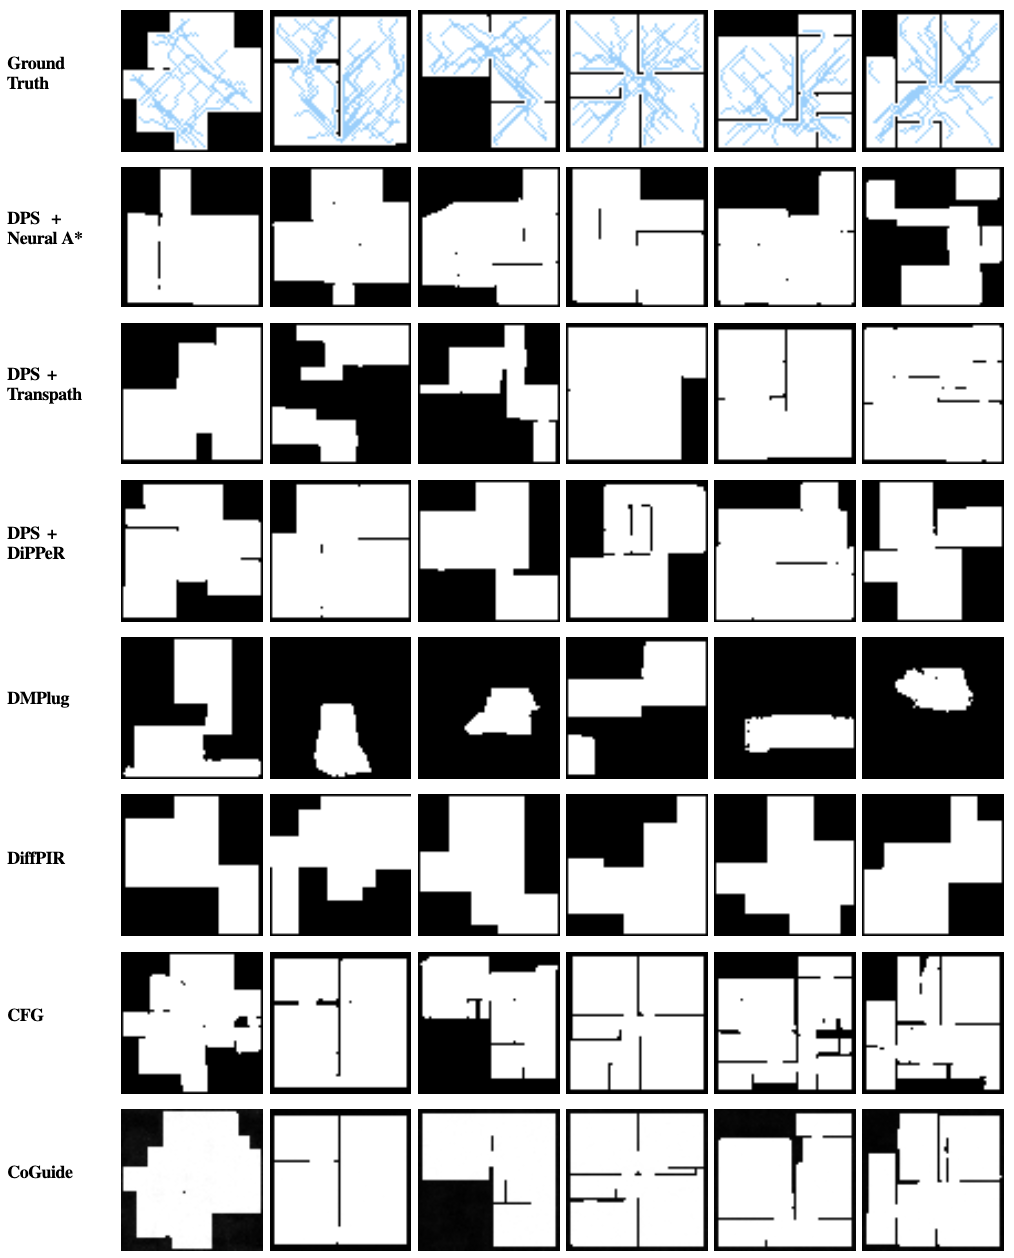 Ground
Truth
DPS +
Neural A*
DPS +
Transpath
DPS +
DiPPeR
DMPlug
DiffPIR
CFG
CoGuide